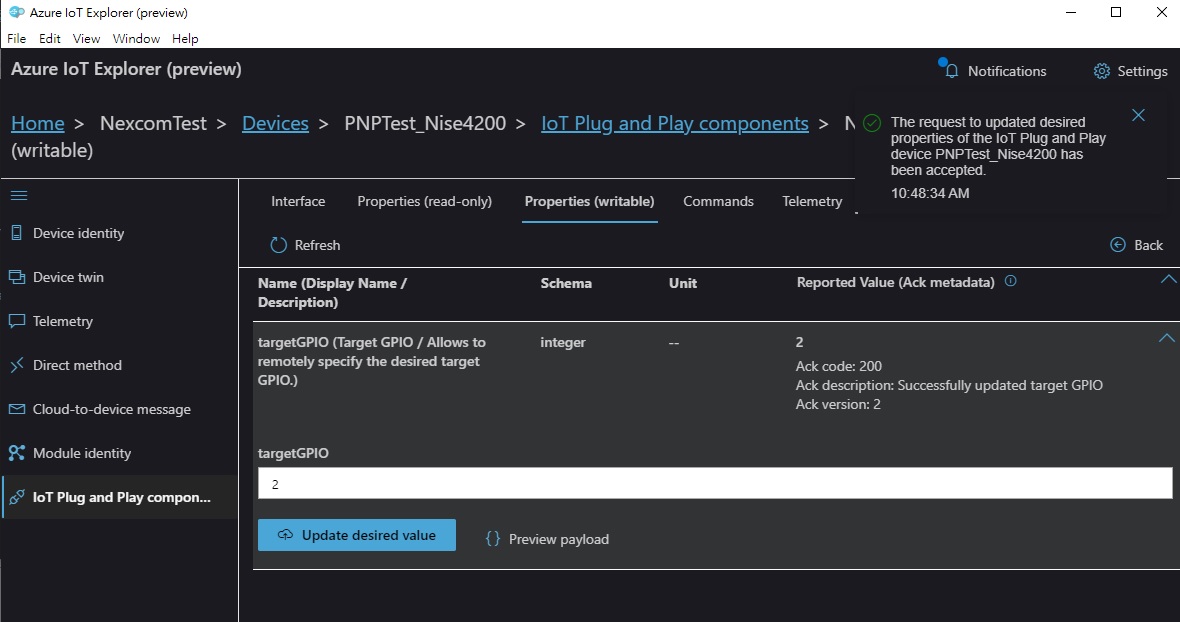 Azure IoT Explorer (preview)
File Edit View Window Help
Azure IoT Explorer (preview)
Notifications
Settings
Home > NexcomTest > Devices > PNPTest_Nise4200 > IoT Plug and Play components > N
(writable)
The request to updated desired
properties of the IoT Plug and Play
device PNPTest_Nise4200 has
been accepted.
10:48:34 AM
Device identity
Device twin
Telemetry
Direct method
Cloud-to-device message
Module identity
IoT Plug and Play compon...
Interface Properties (read-only) Properties (writable) Commands Telemetry
Refresh
Back
Name (Display Name /
Description)
Schema
Unit
Reported Value (Ack metadata)
targetGPIO (Target GPIO / Allows to
remotely specify the desired target
GPIO.)
integer
--
2
Ack code: 200
Ack description: Successfully updated target GPIO
Ack version: 2
targetGPIO
2
Update desired value
{} Preview payload